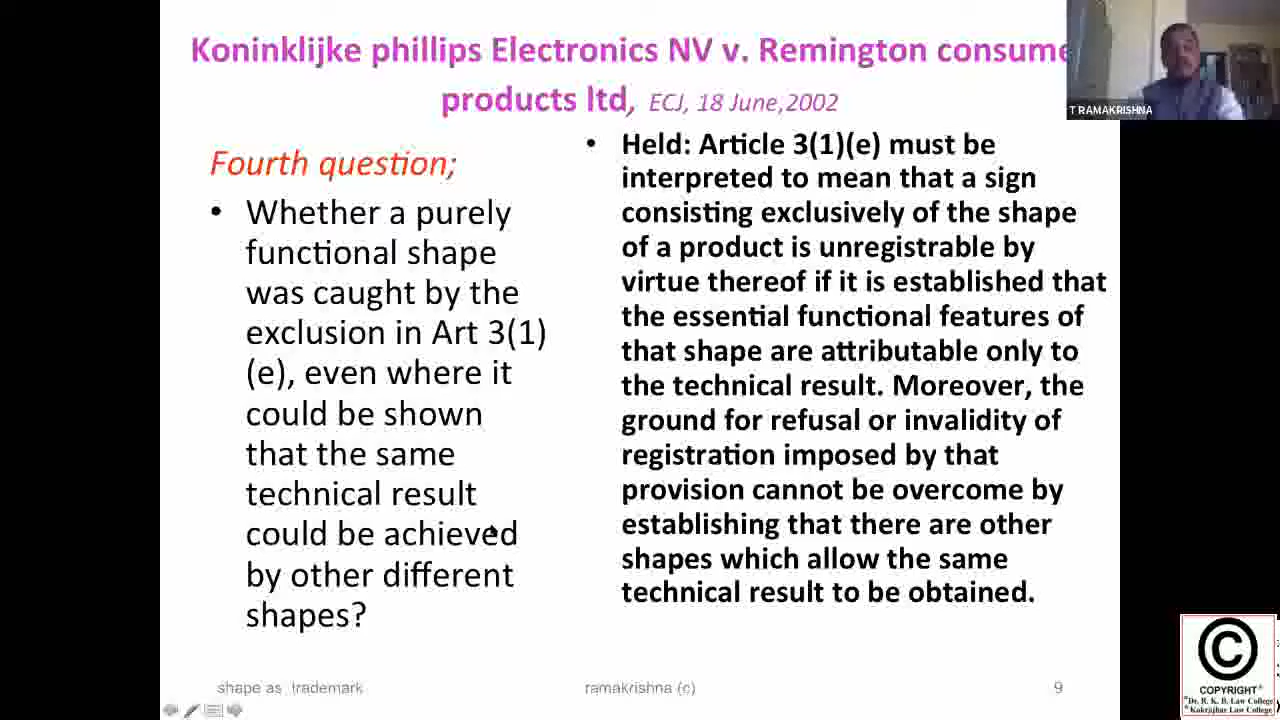 Koninklijke phillips Electronics NV v. Remington consume
products ltd, ECJ, 18 June,2002
T RAMAKRISHNA
Fourth question;
• Whether a purely
functional shape
was caught by the
exclusion in Art 3(1)
(e), even where it
could be shown
that the same
technical result
could be achieved
by other different
shapes?
• Held: Article 3(1)(e) must be
interpreted to mean that a sign
consisting exclusively of the shape
of a product is unregistrable by
virtue thereof if it is established that
the essential functional features of
that shape are attributable only to
the technical result. Moreover, the
ground for refusal or invalidity of
registration imposed by that
provision cannot be overcome by
establishing that there are other
shapes which allow the same
technical result to be obtained.
shape as trademark
ramakrishna (c)
9
C
COPYRIGHT*
*Dr. R. K. B. Law College
*Kokrajhar Law College